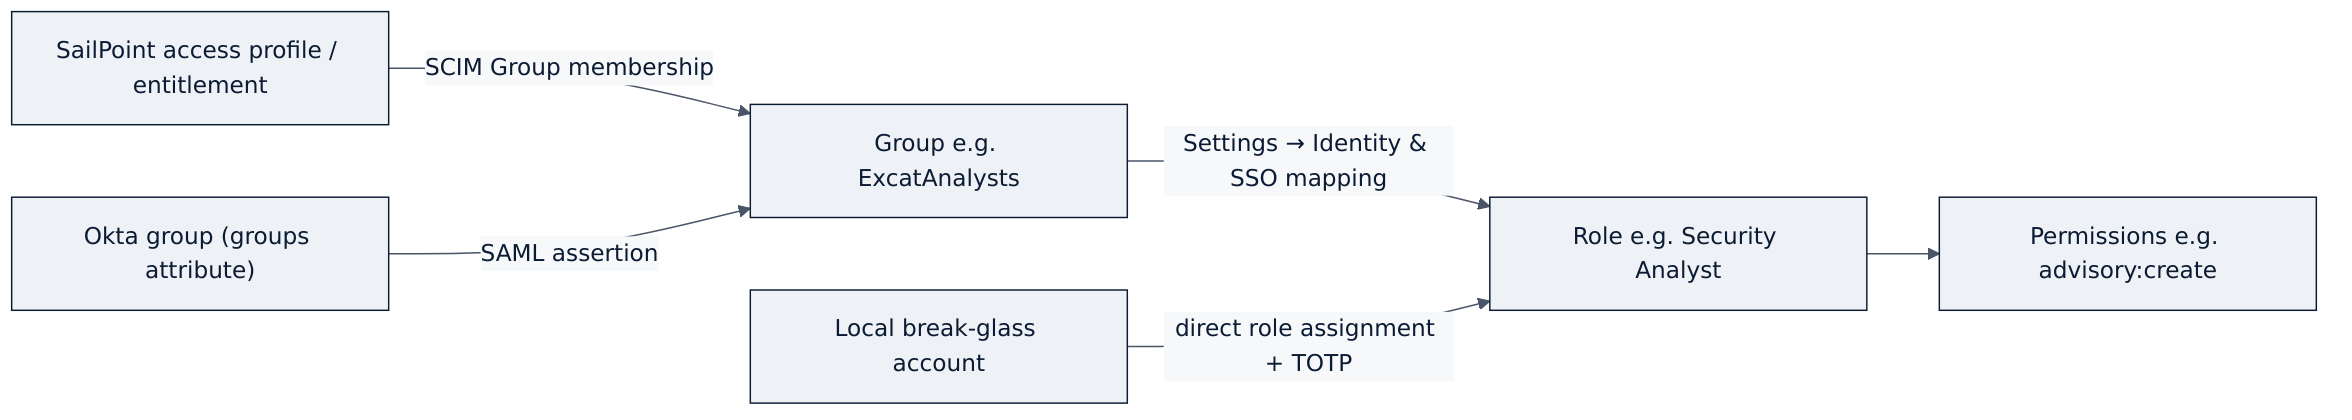 SailPoint access profile /
entitlement
SCIM Group membership
Okta group (groups
attribute)
SAML assertion
Group e.g.
ExcatAnalysts
Settings → Identity &
SSO mapping
Local break-glass
account
direct role assignment
+ TOTP
Role e.g. Security
Analyst
Permissions e.g.
advisory:create